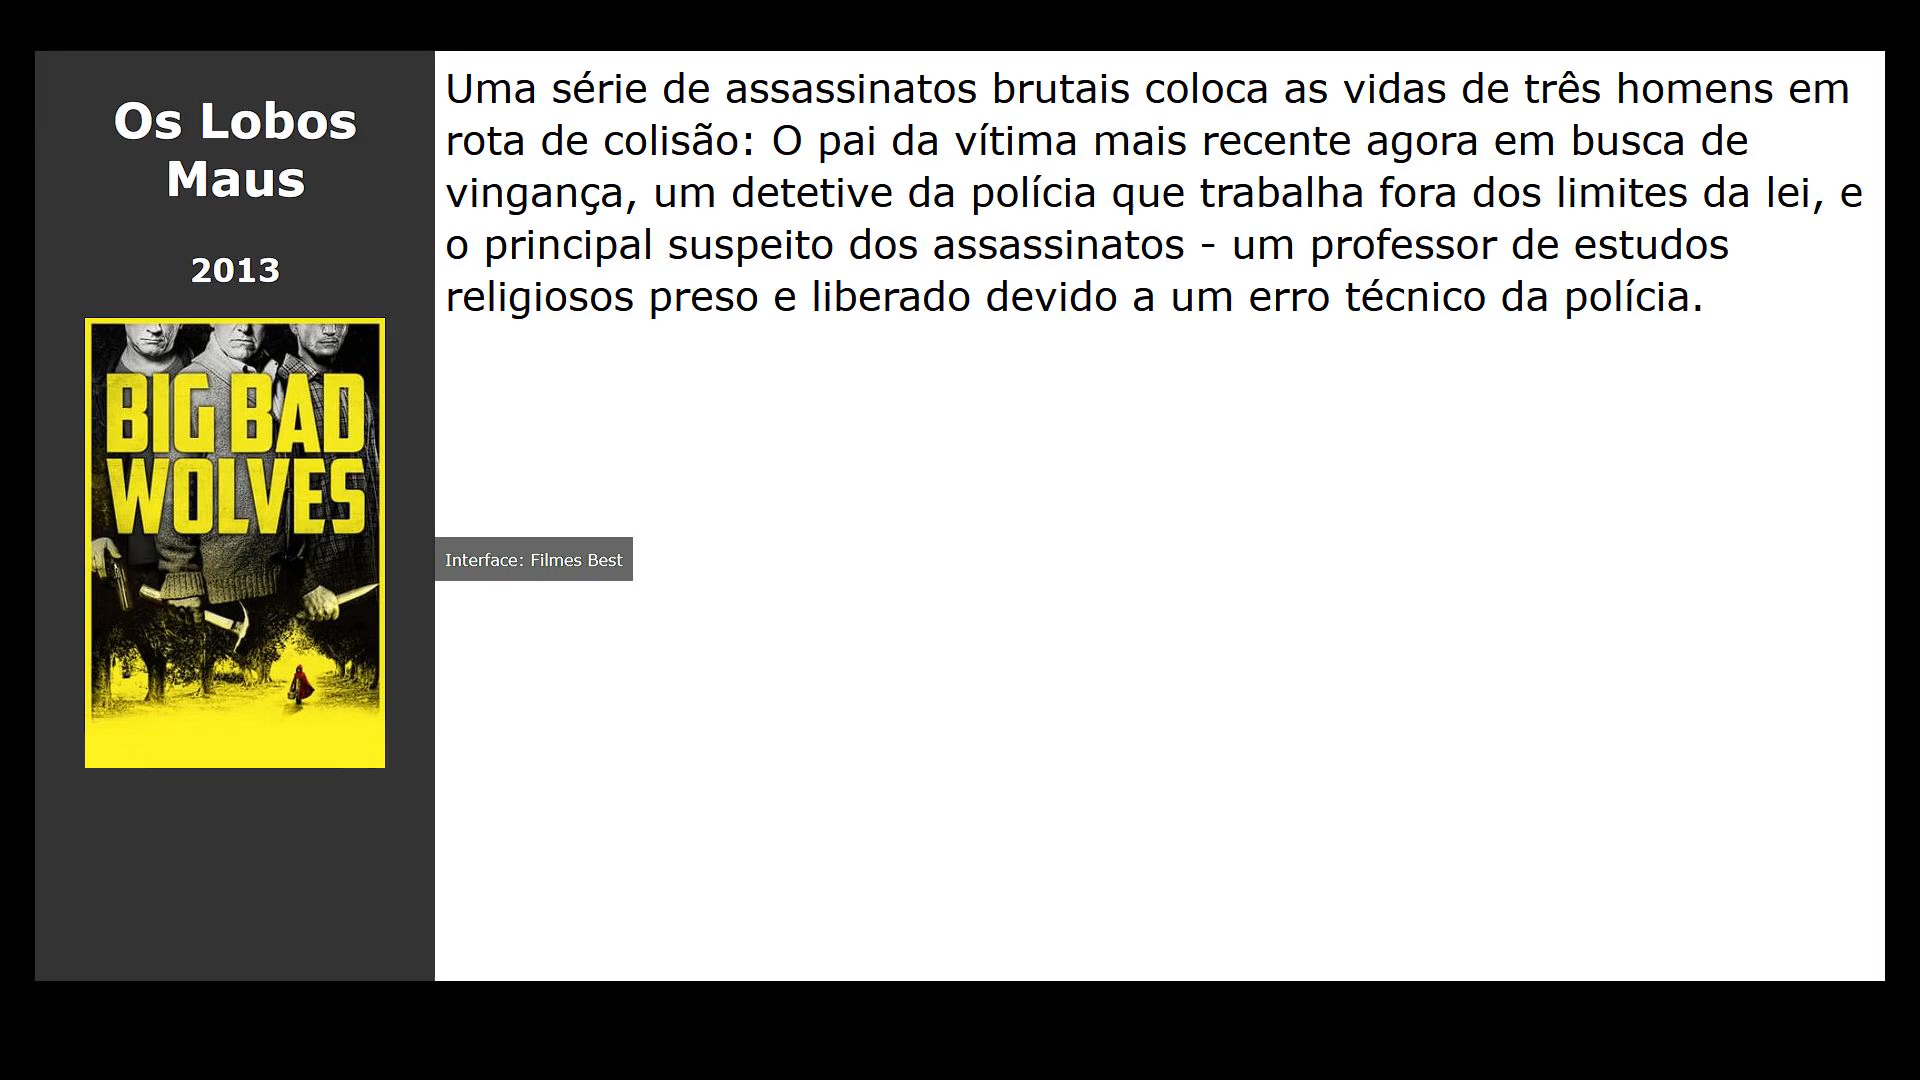 Os Lobos
Maus
2013
BIG BAD
WOLVES
Uma série de assassinatos brutais coloca as vidas de três homens em
rota de colisão: O pai da vítima mais recente agora em busca de
vingança, um detetive da polícia que trabalha fora dos limites da lei, e
o principal suspeito dos assassinatos - um professor de estudos
religiosos preso e liberado devido a um erro técnico da polícia.
Interface: Filmes Best